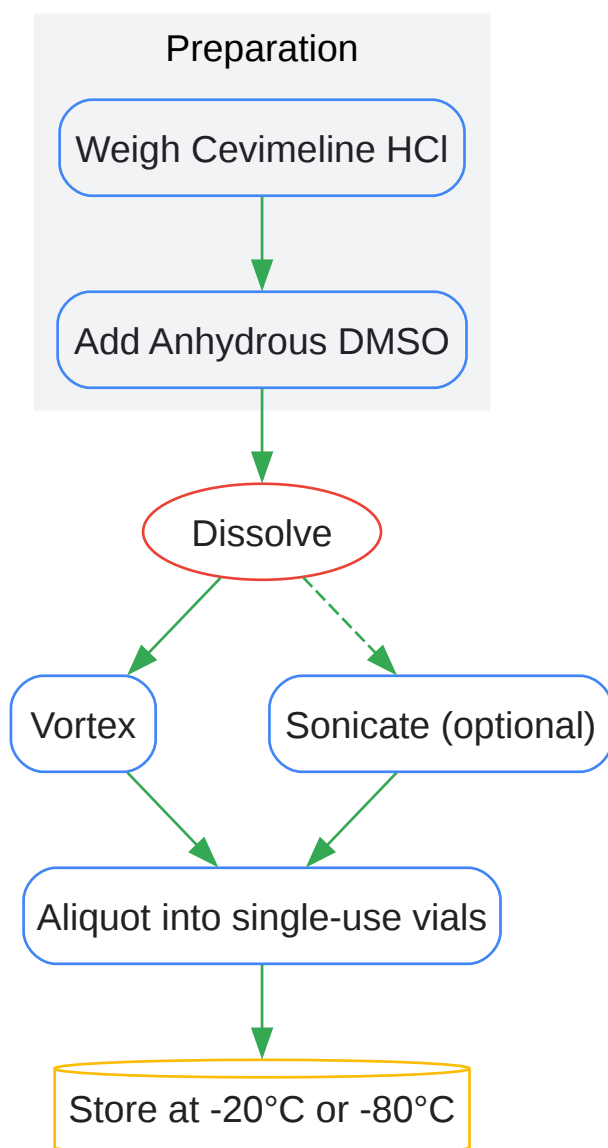 Preparation
Weigh Cevimeline HCl
Add Anhydrous DMSO
Dissolve
Vortex
Sonicate (optional)
Aliquot into single-use vials
Store at -20°C or -80°C